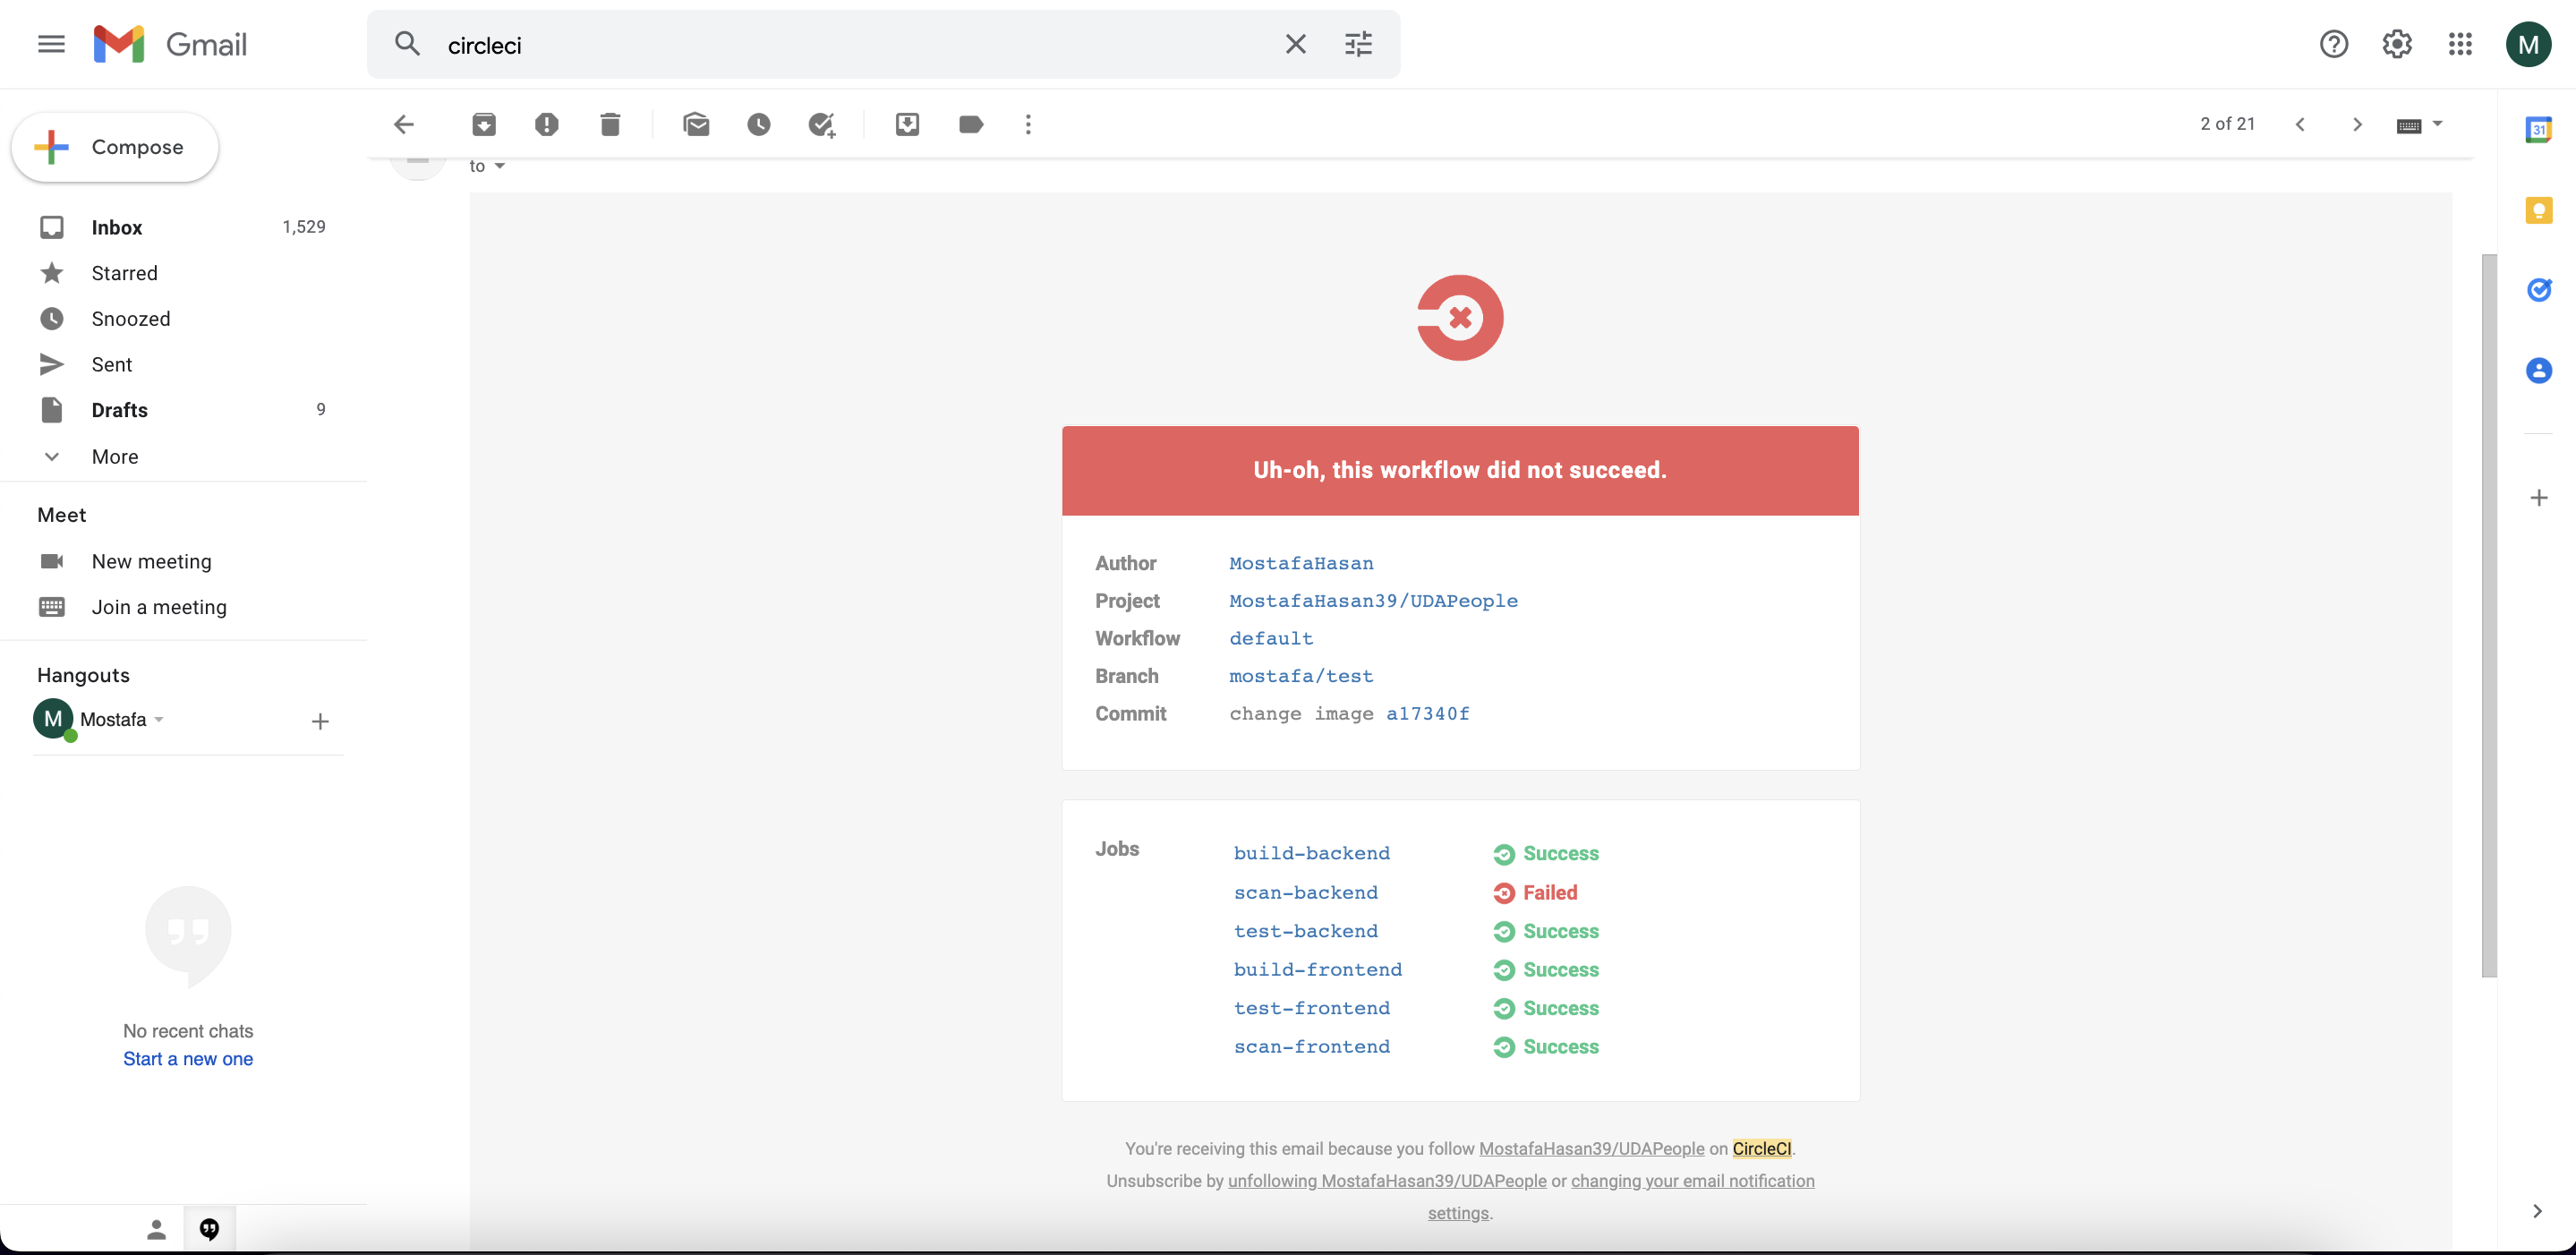 Gmail
circleci
M
Compose
2 of 21
31
to
Inbox 1,529
Starred
Snoozed
Sent
Drafts 9
More
Meet
New meeting
Join a meeting
Hangouts
M Mostafa
No recent chats
Start a new one
Uh-oh, this workflow did not succeed.
Author MostafaHasan
Project MostafaHasan39/UDAPeople
Workflow default
Branch mostafa/test
Commit change image a17340f
Jobs build-backend Success
scan-backend Failed
test-backend Success
build-frontend Success
test-frontend Success
scan-frontend Success
You're receiving this email because you follow MostafaHasan39/UDAPeople on CircleCI.
Unsubscribe by unfollowing MostafaHasan39/UDAPeople or changing your email notification
settings.